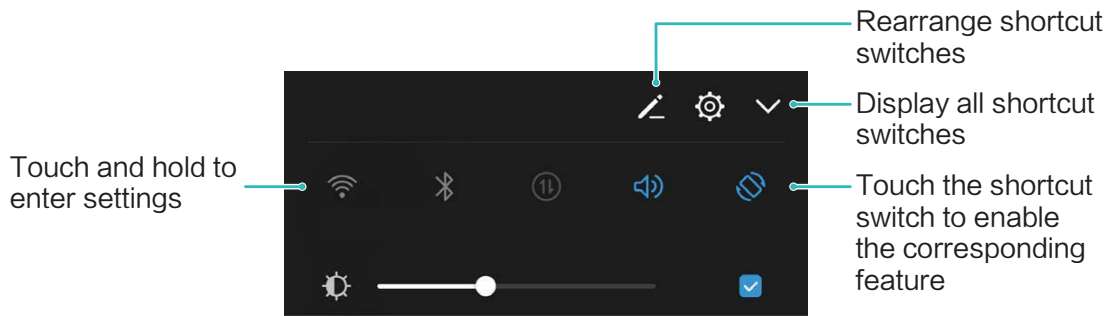 Rearrange shortcut
switches
Display all shortcut
switches
Touch and hold to
enter settings
Touch the shortcut
switch to enable
the corresponding
feature